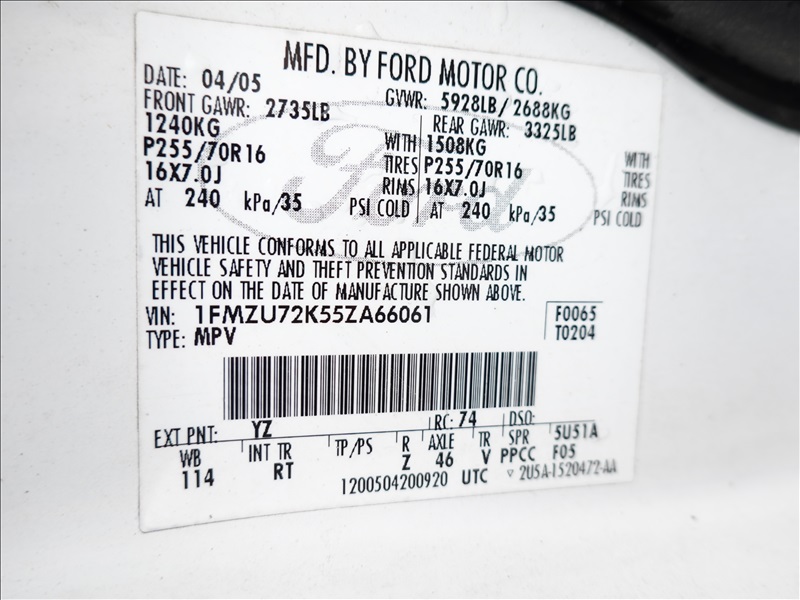 MFD. BY FORD MOTOR CO.
DATE: 04/05 GVWR: 5928LB / 2688KG
FRONT GAWR: 2735LB REAR GAWR: 3325LB
1240KG WITH 1508KG WITH
P255/70R16 TIRES P255/70R16 TIRES
16X7.0J RIMS 16X7.0J RIMS
AT 240 kPa/35 PSI COLD AT 240 kPa/35 PSI COLD
Ford
THIS VEHICLE CONFORMS TO ALL APPLICABLE FEDERAL MOTOR
VEHICLE SAFETY AND THEFT PREVENTION STANDARDS IN
EFFECT ON THE DATE OF MANUFACTURE SHOWN ABOVE.
VIN: 1FMZU72K55ZA66061 F0065
TYPE: MPV T0204
EXT PNT: YZ RC: 74 DSO:
WB INT TR TP/PS R AXLE TR SPR 5U51A
114 RT Z 46 V PPCC F05
1200504200920 UTC ▽ 2U5A-1520472-AA